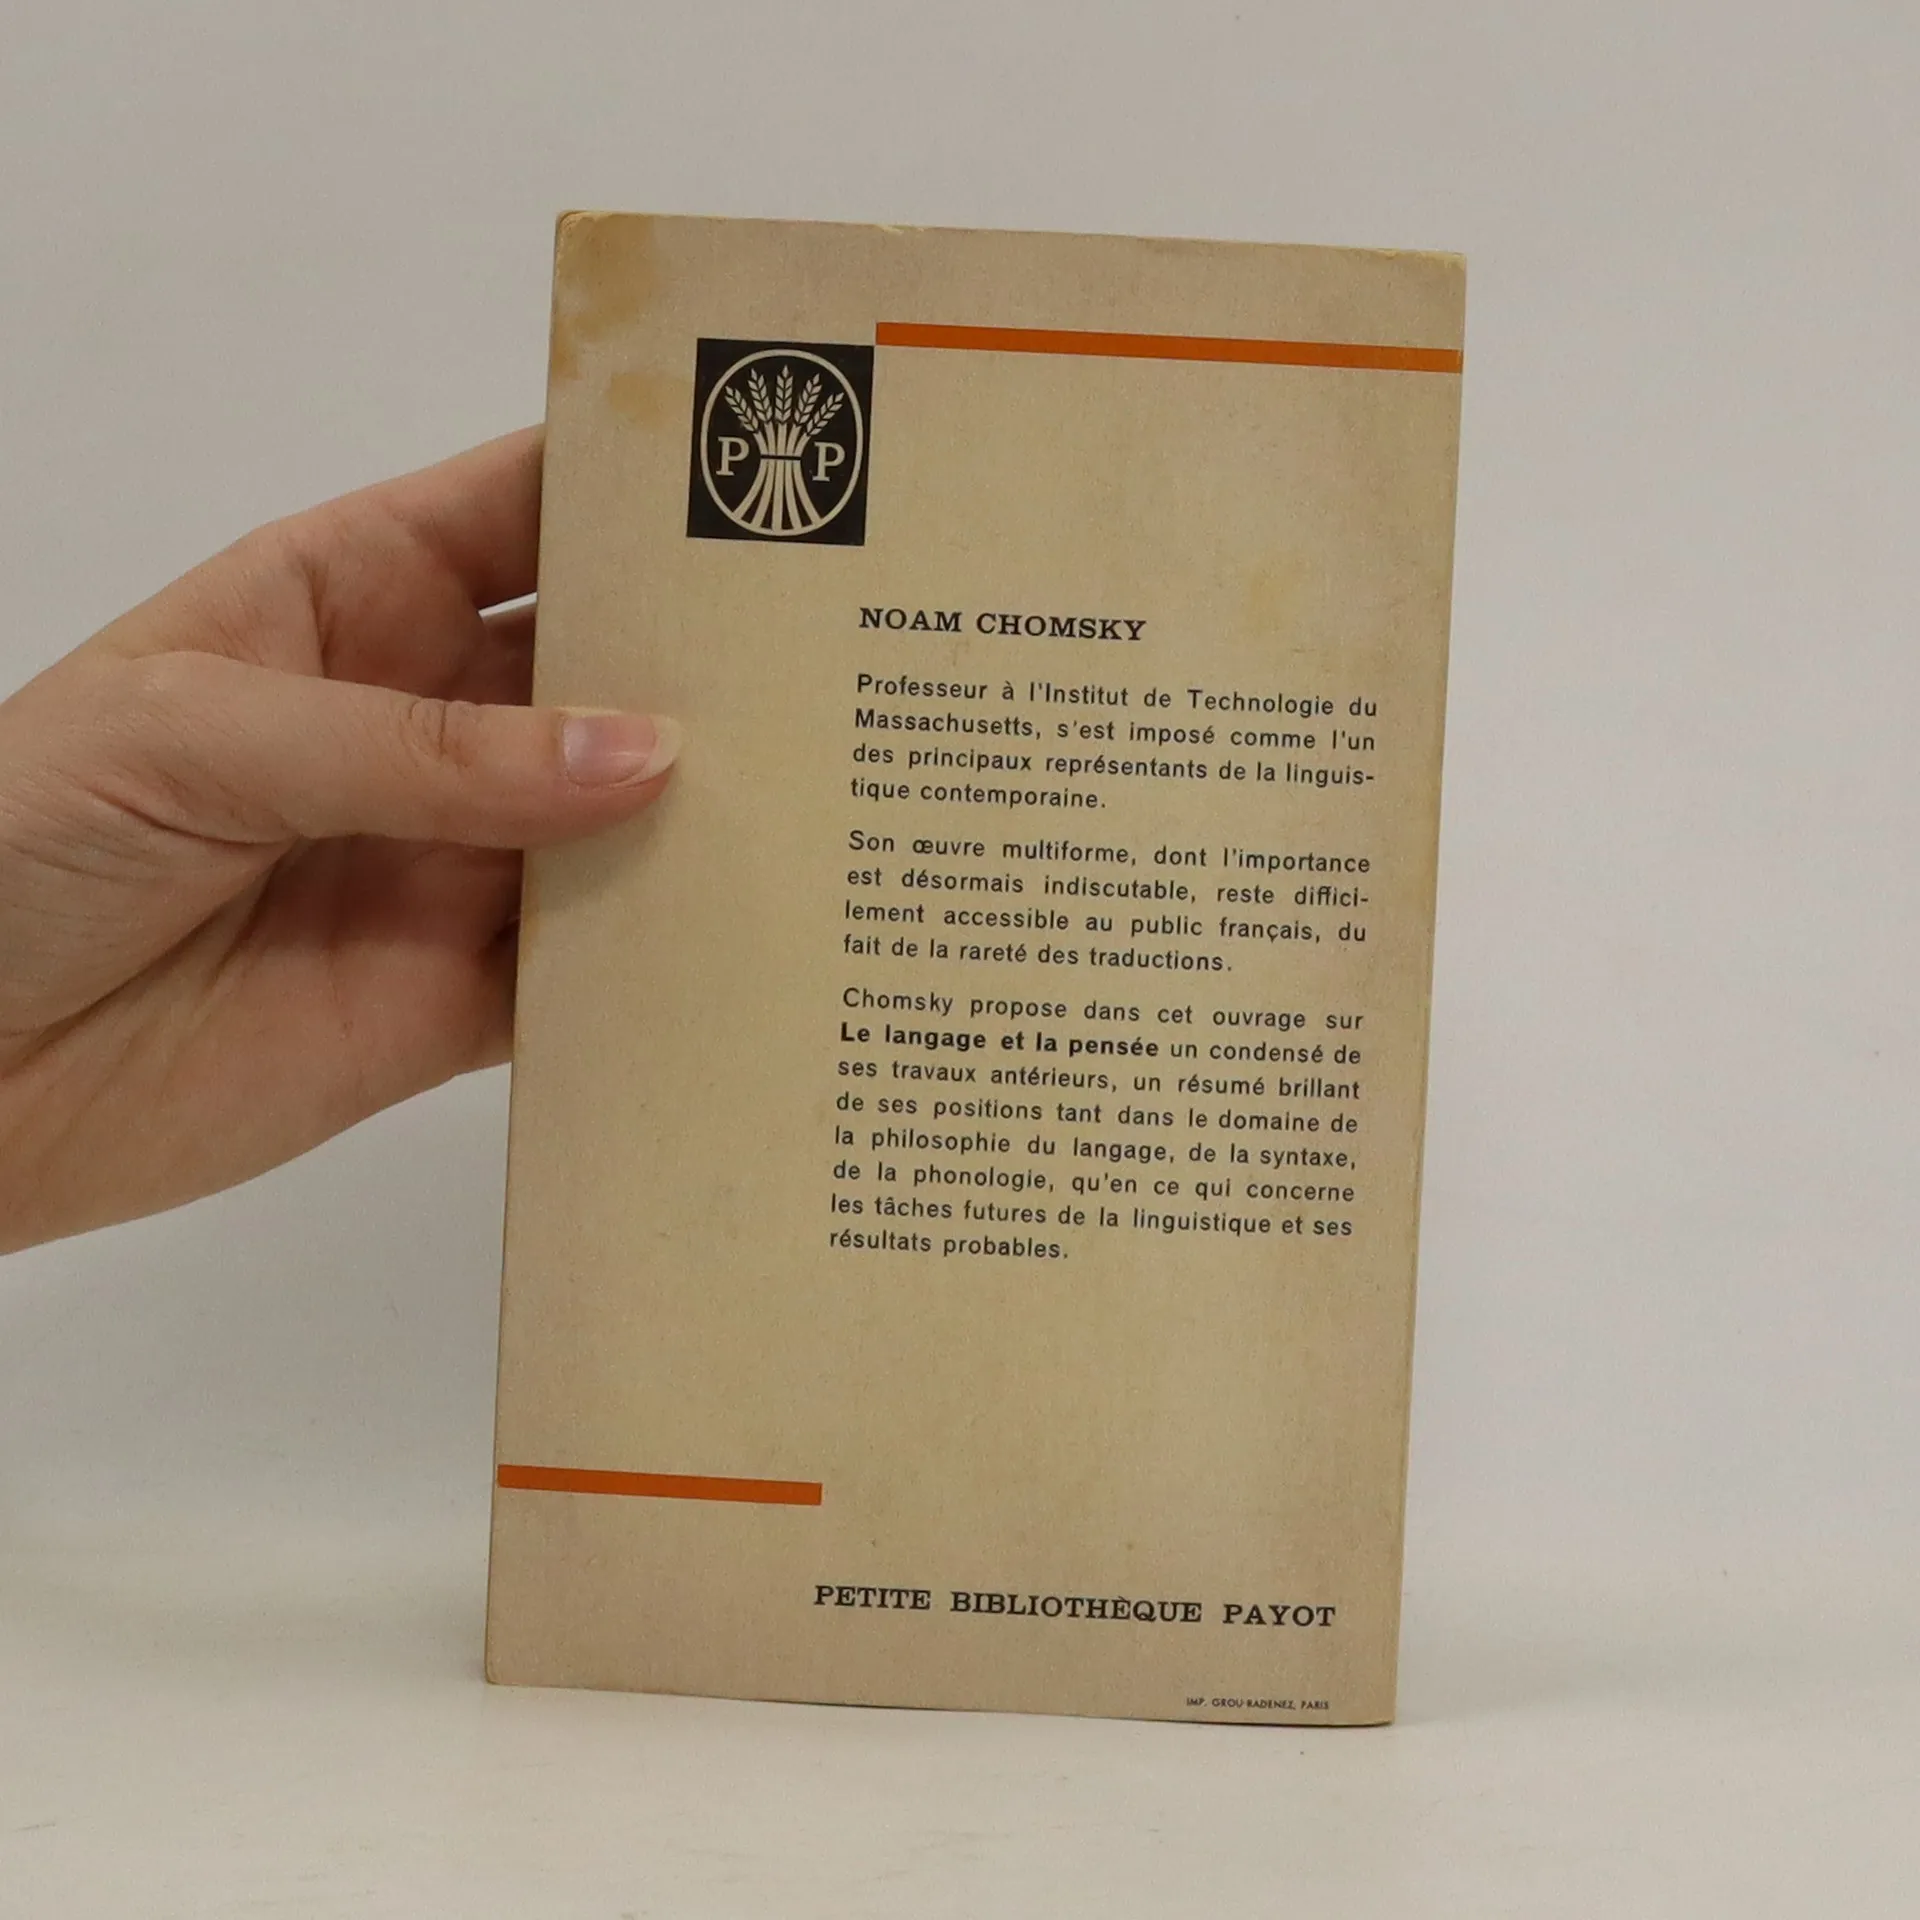 P P
NOAM CHOMSKY
Professeur à l'Institut de Technologie du
Massachusetts, s'est imposé comme l'un
des principaux représentants de la linguis-
tique contemporaine.
Son œuvre multiforme, dont l'importance
est désormais indiscutable, reste diffici-
lement accessible au public français, du
fait de la rareté des traductions.
Chomsky propose dans cet ouvrage sur
Le langage et la pensée un condensé de
ses travaux antérieurs, un résumé brillant
de ses positions tant dans le domaine de
la philosophie du langage, de la syntaxe,
de la phonologie, qu'en ce qui concerne
les tâches futures de la linguistique et ses
résultats probables.
PETITE BIBLIOTHÈQUE PAYOT
IMP. GROU-RADENEZ, PARIS